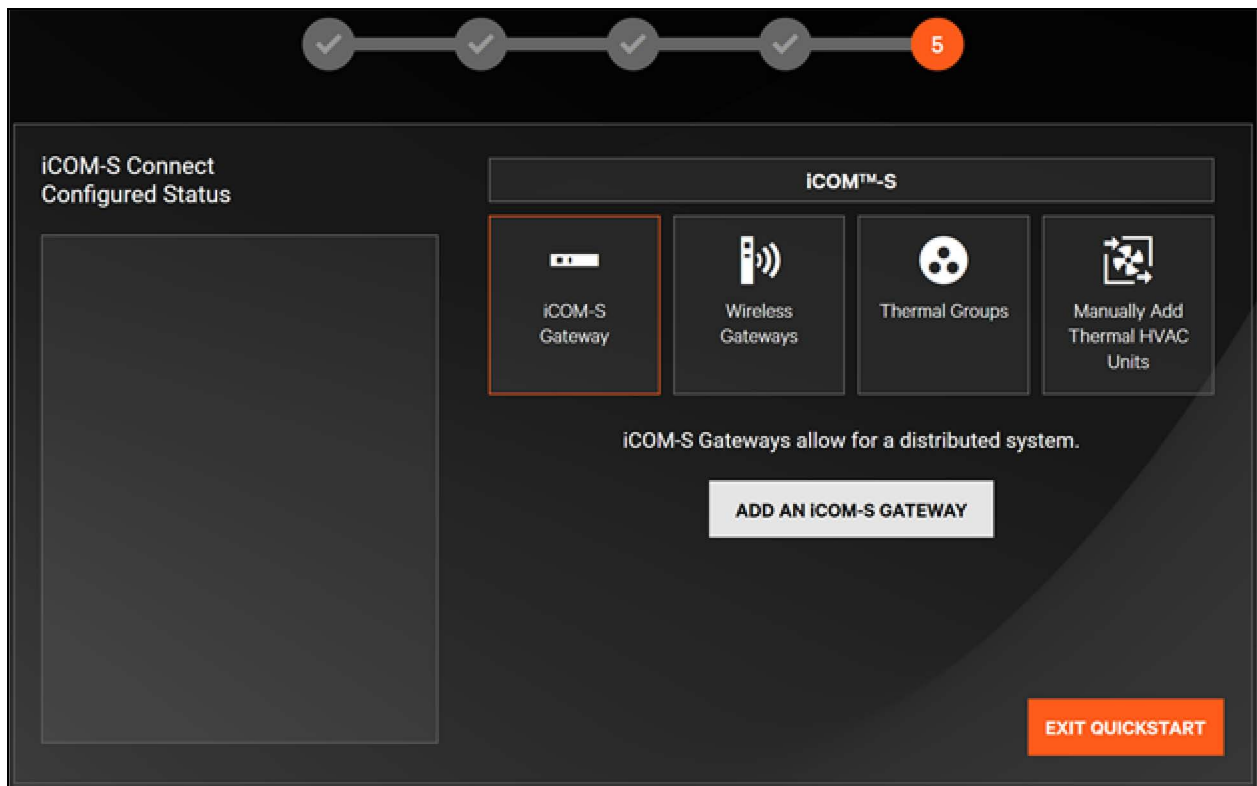 5
iCOM-S Connect
Configured Status
iCOM™-S
iCOM-S
Gateway
Wireless
Gateways
Thermal Groups
Manually Add
Thermal HVAC
Units
iCOM-S Gateways allow for a distributed system.
ADD AN iCOM-S GATEWAY
EXIT QUICKSTART